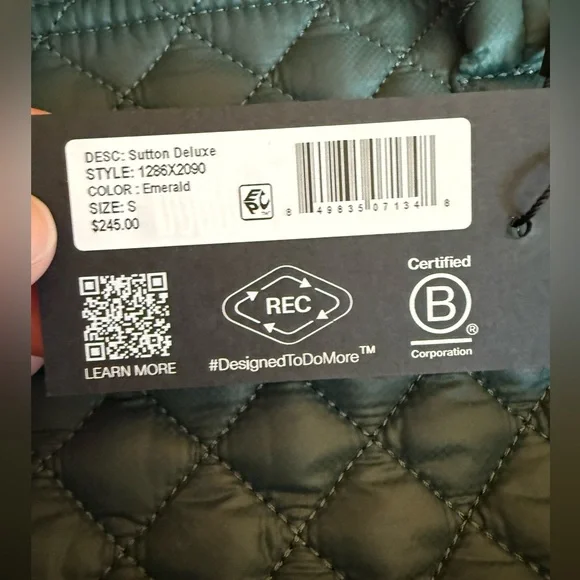 DESC: Sutton Deluxe
STYLE: 1286X2090
COLOR : Emerald
SIZE: S
$245.00
EPC
8 49835 07134 8
LEARN MORE
REC
#DesignedToDoMore™
Certified
B
®
Corporation